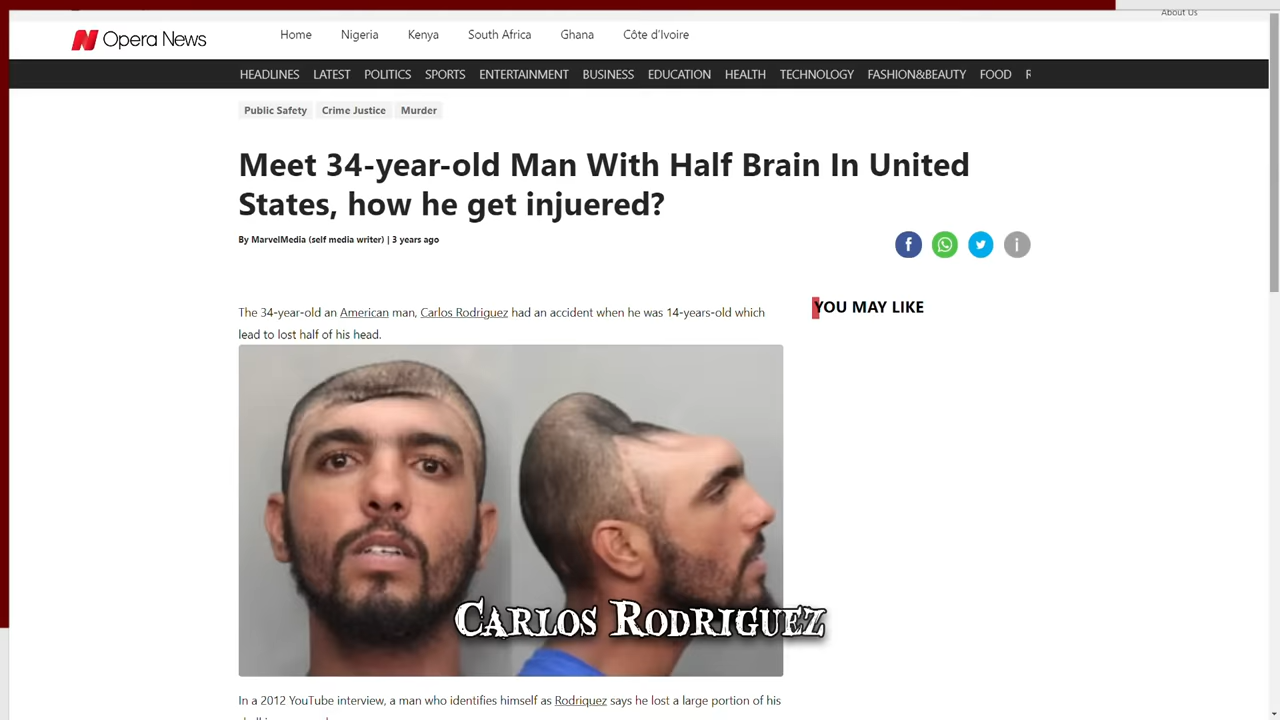 About Us
Opera News
Home Nigeria Kenya South Africa Ghana Côte d'Ivoire
HEADLINES LATEST POLITICS SPORTS ENTERTAINMENT BUSINESS EDUCATION HEALTH TECHNOLOGY FASHION&BEAUTY FOOD
Public Safety Crime Justice Murder
Meet 34-year-old Man With Half Brain In United
States, how he get injuered?
By MarvelMedia (self media writer) | 3 years ago
YOU MAY LIKE
The 34-year-old an American man, Carlos Rodriguez had an accident when he was 14-years-old which
lead to lost half of his head.
CARLOS RODRIGUEZ
In a 2012 YouTube interview, a man who identifies himself as Rodriquez says he lost a large portion of his